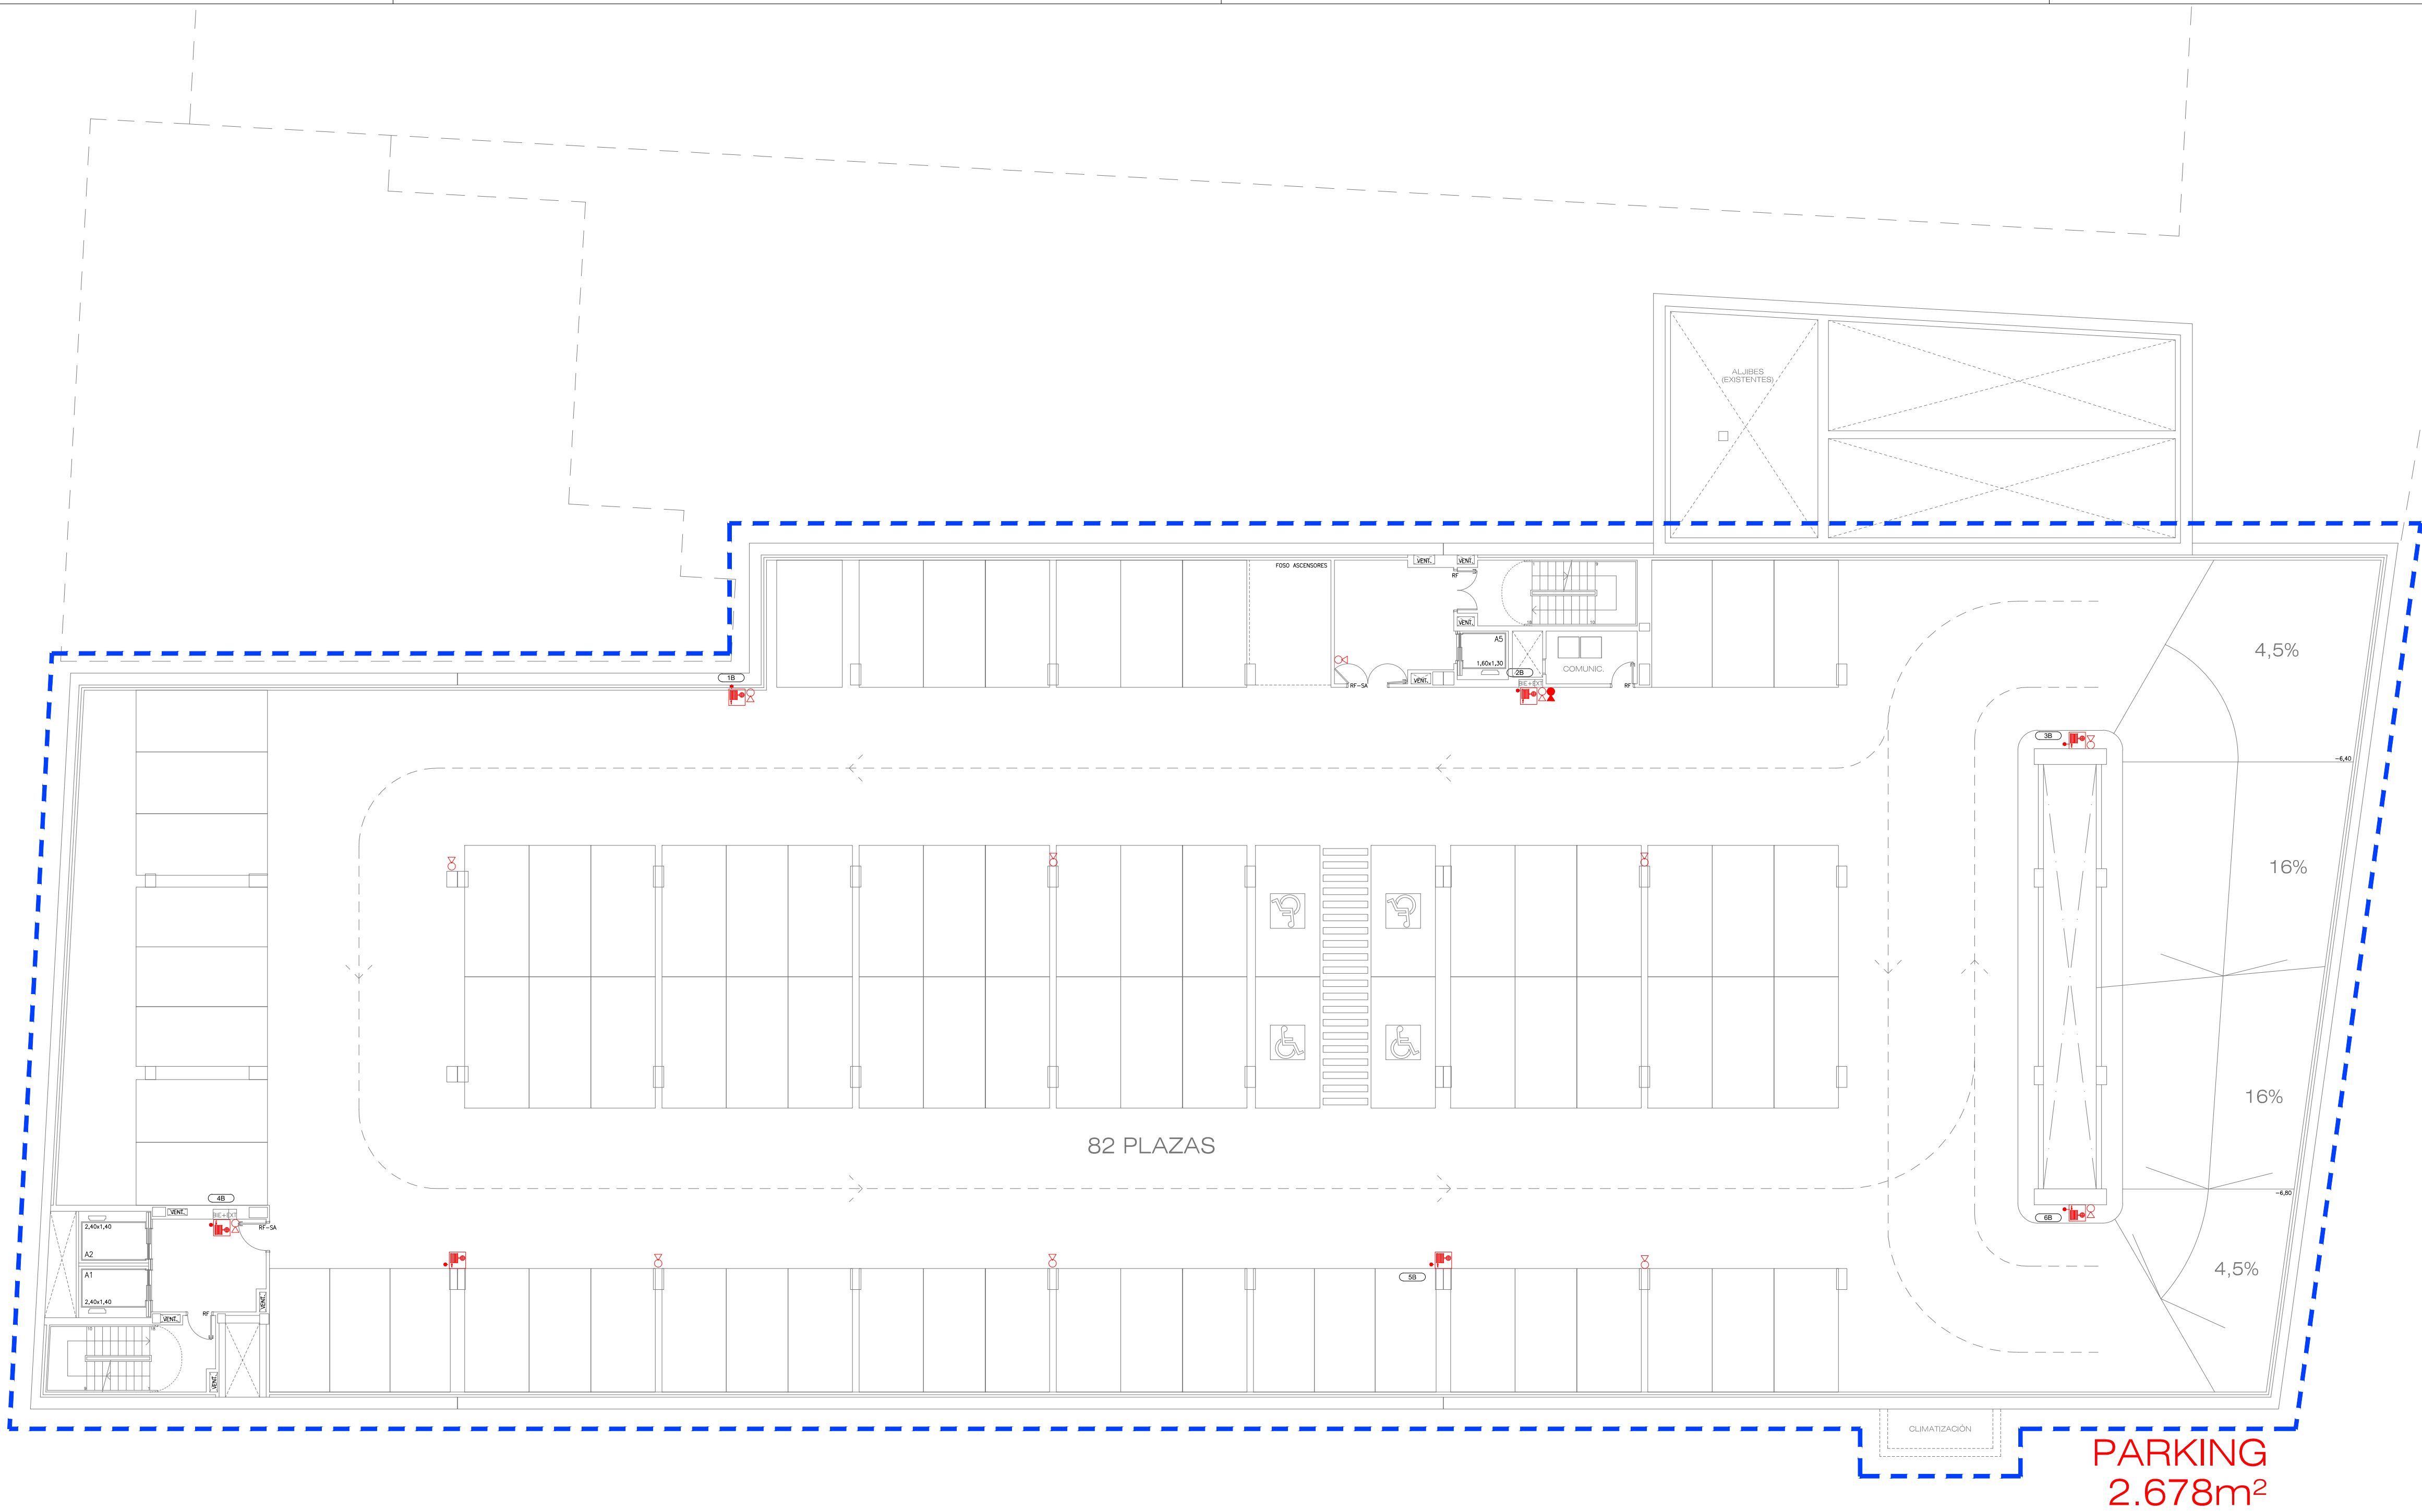 ALJIBES
(EXISTENTES)
FOSO ASCENSORES
VENT.
VENT.
RF
VENT.
A5
1,60x1,30
COMUNIC.
2B
BIE+EXT
VENT.
RF-SA
RF
1B
4,5%
3B
-6,40
16%
82 PLAZAS
16%
-6,80
4B
VENT.
BIE+EXT
RF-SA
2,40x1,40
A2
A1
2,40x1,40
VENT.
RF
VENT.
VENT.
6B
4,5%
5B
CLIMATIZACIÓN
PARKING
2.678m²